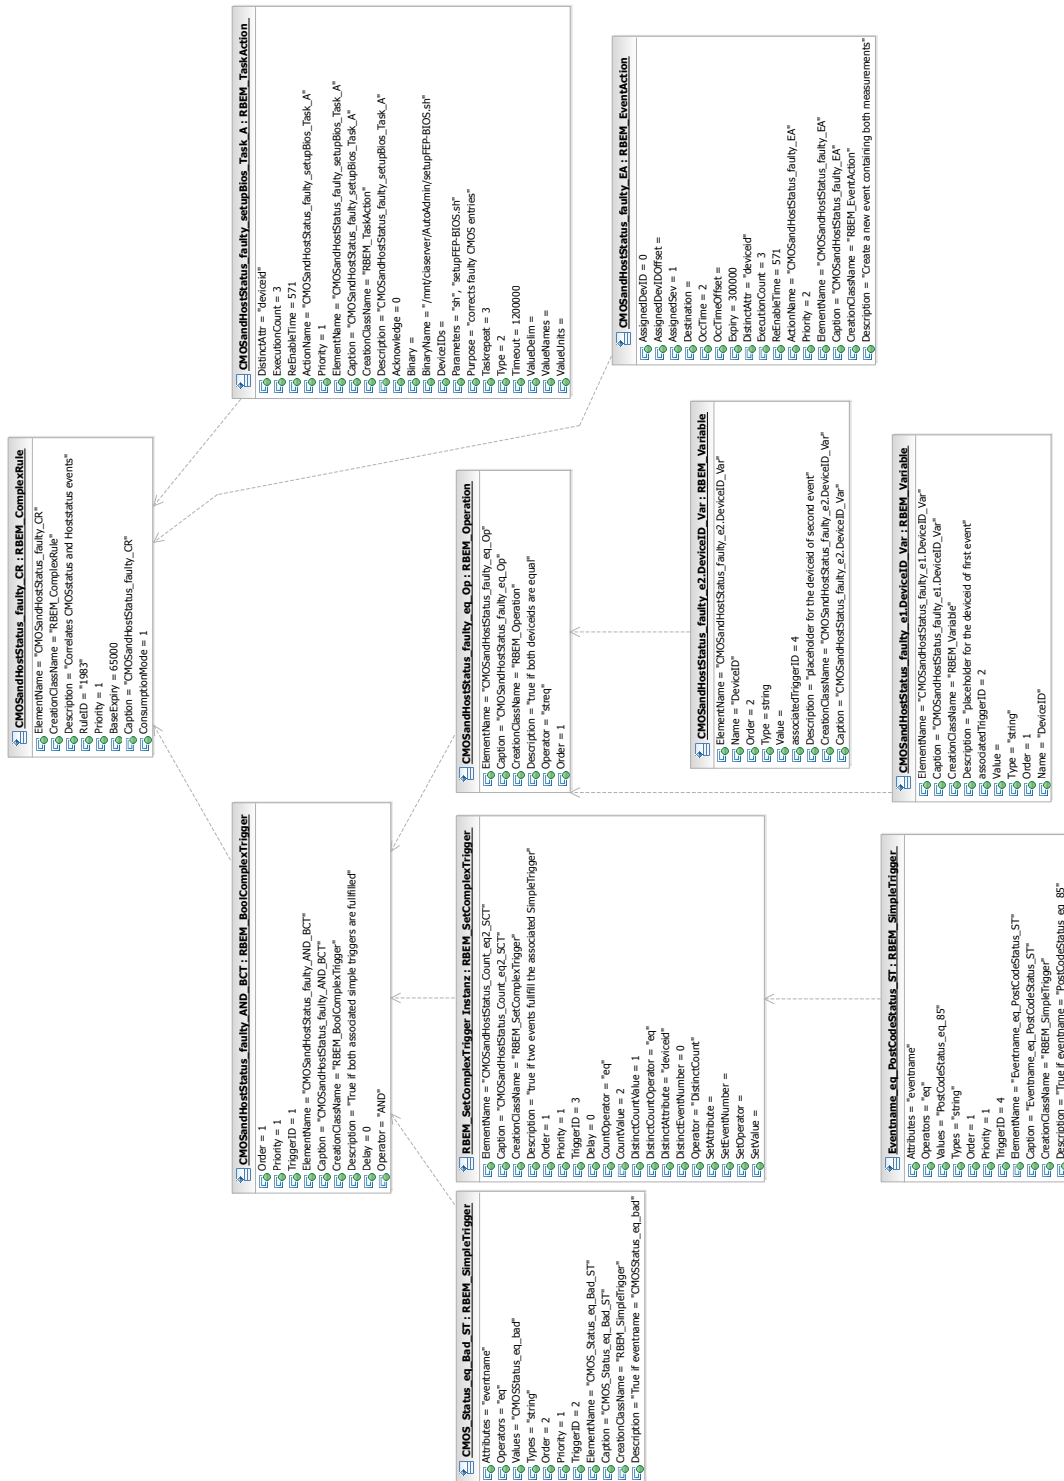 CMOSandHostStatus_faulty_CR : RBEM_ComplexRule
ElementName = "CMOSandHostStatus_faulty_CR"
CreationClassName = "RBEM_ComplexRule"
Description = "Correlates CMOSstatus and Hoststatus events"
RuleID = "1983"
Priority = 1
BaseExpiry = 65000
Caption = "CMOSandHostStatus_faulty_CR"
ConsumptionMode = 1
CMOSandHostStatus_faulty_AND_BCT : RBEM_BoolComplexTrigger
Order = 1
Priority = 1
TriggerID = 1
ElementName = "CMOSandHostStatus_faulty_AND_BCT"
Caption = "CMOSandHostStatus_faulty_AND_BCT"
CreationClassName = "RBEM_BoolComplexTrigger"
Description = "True if both associated simple triggers are fullfilled"
Delay = 0
Operator = "AND"
CMOSandHostStatus_faulty_setupBios_Task_A : RBEM_TaskAction
DistinctAttr = "deviceid"
ExecutionCount = 3
ReEnableTime = 571
ActionName = "CMOSandHostStatus_faulty_setupBios_Task_A"
Priority = 1
ElementName = "CMOSandHostStatus_faulty_setupBios_Task_A"
Caption = "CMOSandHostStatus_faulty_setupBios_Task_A"
CreationClassName = "RBEM_TaskAction"
Description = "CMOSandHostStatus_faulty_setupBios_Task_A"
Acknowledge = 0
Binary =
BinaryName = "/mnt/ciaserver/AutoAdmin/setupFEP-BIOS.sh"
DeviceIDs =
Parameters = "sh", "setupFEP-BIOS.sh"
Purpose = "corrects faulty CMOS entries"
Taskrepeat = 3
Type = 2
Timeout = 1200000
ValueDelim =
ValueNames =
ValueUnits =
CMOS_Status_eq_Bad_ST : RBEM_SimpleTrigger
Attributes = "eventname"
Operators = "eq"
Values = "CMOSStatus_eq_bad"
Types = "string"
Order = 2
Priority = 1
TriggerID = 2
ElementName = "CMOS_Status_eq_Bad_ST"
Caption = "CMOS_Status_eq_Bad_ST"
CreationClassName = "RBEM_SimpleTrigger"
Description = "True if eventname = "CMOSStatus_eq_bad"
RBEM_SetComplexTrigger Instanz : RBEM_SetComplexTrigger
ElementName = "CMOSandHostStatus_Count_eq2_SCT"
Caption = "CMOSandHostStatus_Count_eq2_SCT"
CreationClassName = "RBEM_SetComplexTrigger"
Description = "true if two events fullfill the associated SimpleTrigger"
Order = 1
Priority = 1
TriggerID = 3
Delay = 0
CountOperator = "eq"
CountValue = 2
DistinctCountValue = 1
DistinctCountOperator = "eq"
DistinctAttribute = "deviceid"
DistinctEventNumber = 0
Operator = "DistinctCount"
SetAttribute =
SetEventNumber =
SetOperator =
SetValue =
CMOSandHostStatus_faulty_eq_Op : RBEM_Operation
ElementName = "CMOSandHostStatus_faulty_eq_Op"
Caption = "CMOSandHostStatus_faulty_eq_Op"
CreationClassName = "RBEM_Operation"
Description = "true if both deviceids are equal"
Operator = "streq"
Order = 1
CMOSandHostStatus_faulty_EA : RBEM_EventAction
AssignedDevID = 0
AssignedDevIDOffset =
AssignedSev = 1
Destination =
OccTime = 2
OccTimeOffset =
Expiry = 300000
DistinctAttr = "deviceid"
ExecutionCount = 3
ReEnableTime = 571
ActionName = "CMOSandHostStatus_faulty_EA"
Priority = 2
ElementName = "CMOSandHostStatus_faulty_EA"
Caption = "CMOSandHostStatus_faulty_EA"
CreationClassName = "RBEM_EventAction"
Description = "Create a new event containing both measurements"
CMOSandHostStatus_faulty_e2.DeviceID_Var : RBEM_Variable
ElementName = "CMOSandHostStatus_faulty_e2.DeviceID_Var"
Name = "DeviceID"
Order = 2
Type = string
Value =
associatedTriggerID = 4
Description = "placeholder for the deviceid of second event"
CreationClassName = "CMOSandHostStatus_faulty_e2.DeviceID_Var"
Caption = "CMOSandHostStatus_faulty_e2.DeviceID_Var"
Eventname_eq_PostCodeStatus_ST : RBEM_SimpleTrigger
Attributes = "eventname"
Operators = "eq"
Values = "PostCodeStatus_eq_85"
Types = "string"
Order = 1
Priority = 1
TriggerID = 4
ElementName = "Eventname_eq_PostCodeStatus_ST"
Caption = "Eventname_eq_PostCodeStatus_ST"
CreationClassName = "RBEM_SimpleTrigger"
Description = "True if eventname = "PostCodeStatus_eq_85"
CMOSandHostStatus_faulty_e1.DeviceID_Var : RBEM_Variable
ElementName = "CMOSandHostStatus_faulty_e1.DeviceID_Var"
Caption = "CMOSandHostStatus_faulty_e1.DeviceID_Var"
CreationClassName = "RBEM_Variable"
Description = "placeholder for the deviceid of first event"
associatedTriggerID = 2
Value =
Type = "string"
Order = 1
Name = "DeviceID"